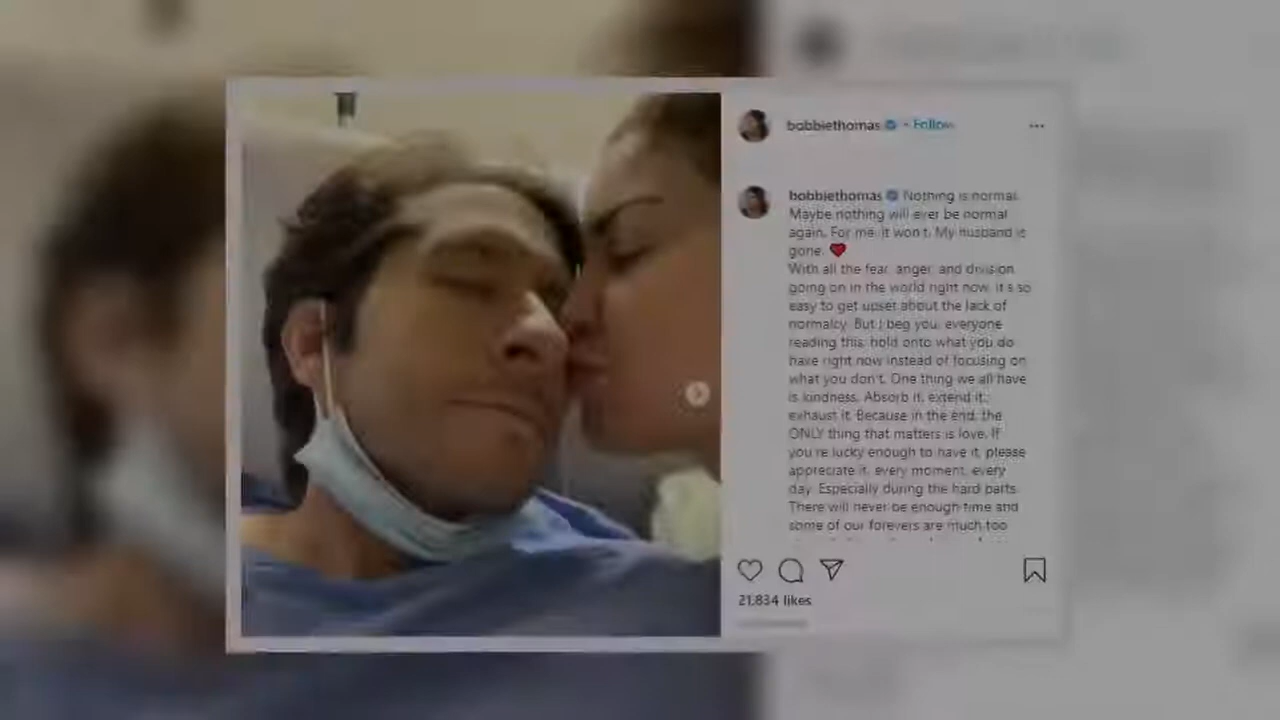 bobbiethomas • Follow
bobbiethomas Nothing is normal.
Maybe nothing will ever be normal
again. For me, it won't. My husband is
gone. ❤️
With all the fear, anger, and division
going on in the world right now, it's so
easy to get upset about the lack of
normalcy. But I beg you, everyone
reading this, hold onto what you do
have right now instead of focusing on
what you don't. One thing we all have
is kindness. Absorb it, extend it,
exhaust it. Because in the end, the
ONLY thing that matters is love. If
you're lucky enough to have it, please
appreciate it, every moment, every
day. Especially during the hard parts.
There will never be enough time and
some of our forevers are much too
21,834 likes